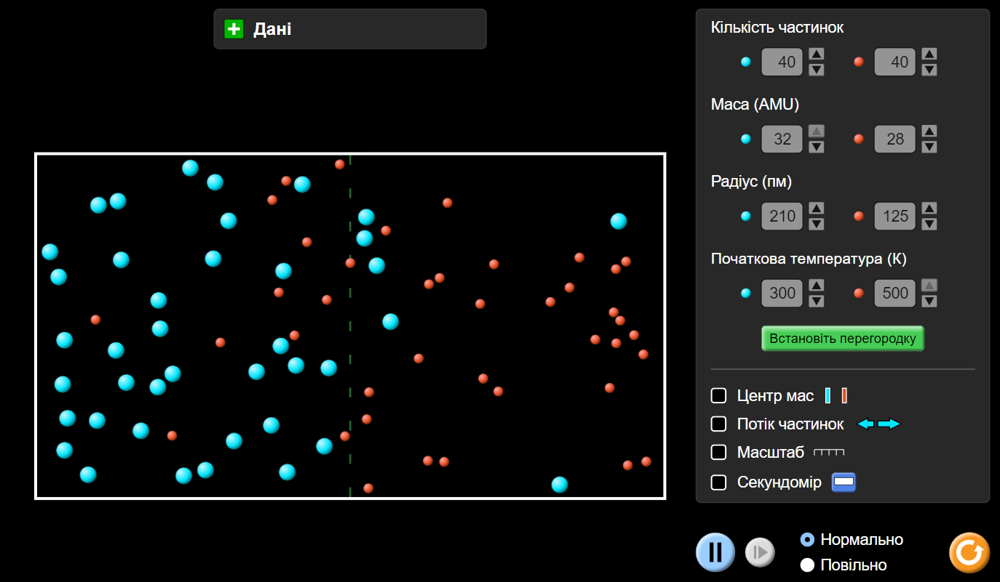 Дані
Кількість частинок
40 40
Маса (AMU)
32 28
Радіус (пм)
210 125
Початкова температура (К)
300 500
Встановіть перегородку
Центр мас
Потік частинок
Масштаб
Секундомір
Нормально
Повільно